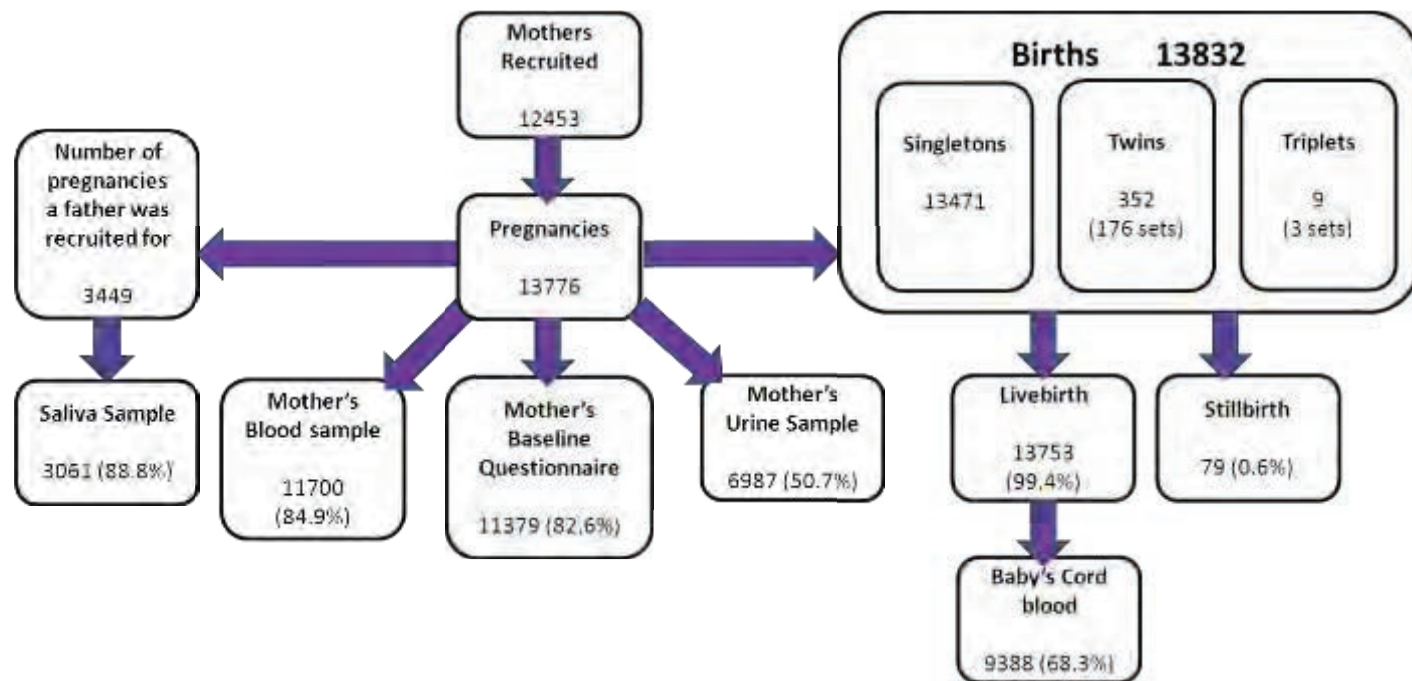 Mothers
Recruited
12453
Births 13832
Singletons
13471
Twins
352
(176 sets)
Triplets
9
(3 sets)
Number of
pregnancies
a father was
recruited for
3449
Pregnancies
13776
Saliva Sample
3061 (88.8%)
Mother's
Blood sample
11700
(84.9%)
Mother's
Baseline
Questionnaire
11379 (82.6%)
Mother's
Urine Sample
6987 (50.7%)
Livebirth
13753
(99.4%)
Stillbirth
79 (0.6%)
Baby's Cord
blood
9388 (68.3%)